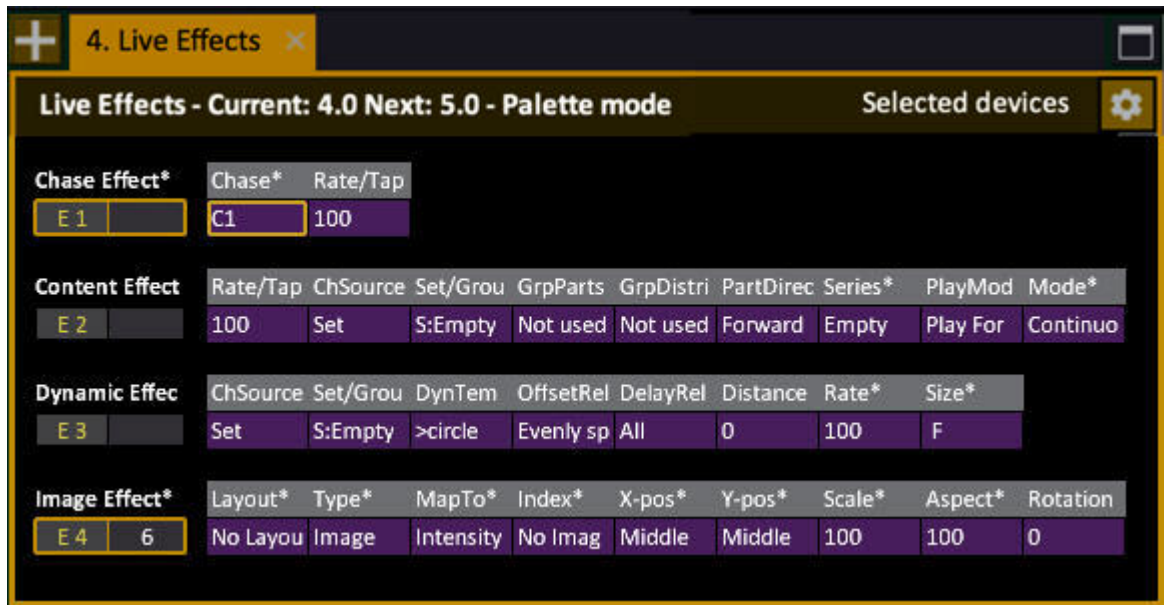 4. Live Effects ×
Live Effects - Current: 4.0 Next: 5.0 - Palette mode Selected devices
Chase Effect* Chase* Rate/Tap
E 1 C1 100
Content Effect Rate/Tap ChSource Set/Grou GrpParts GrpDistri PartDirec Series* PlayMod Mode*
E 2 100 Set S:Empty Not used Not used Forward Empty Play For Continuo
Dynamic Effec ChSource Set/Grou DynTem OffsetRel DelayRel Distance Rate* Size*
E 3 Set S:Empty >circle Evenly sp All 0 100 F
Image Effect* Layout* Type* MapTo* Index* X-pos* Y-pos* Scale* Aspect* Rotation
E 4 6 No Layou Image Intensity No Imag Middle Middle 100 100 0